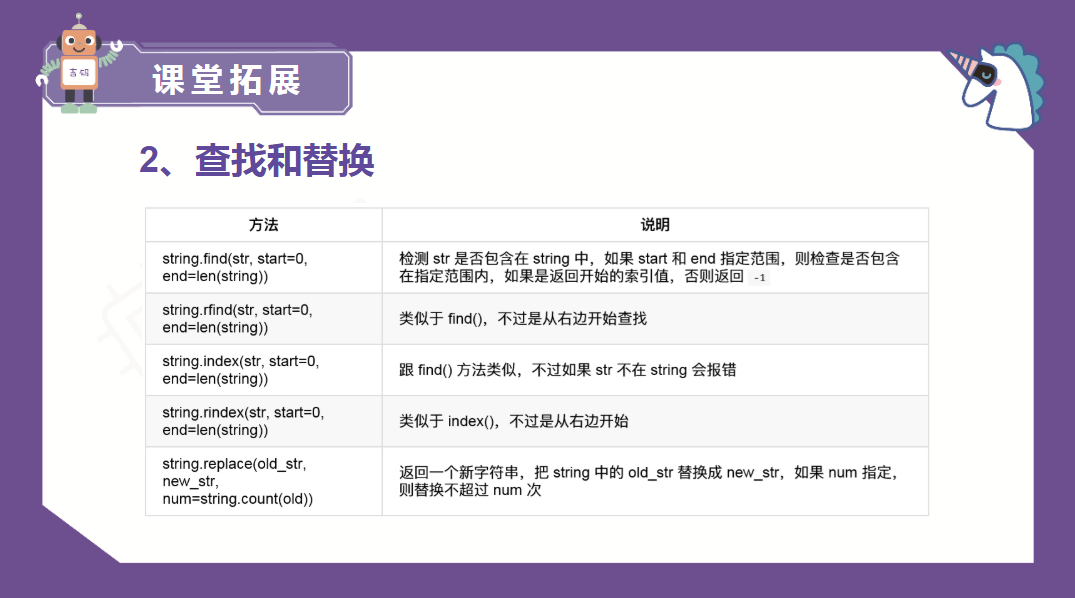 吉码
课堂拓展
2、查找和替换
方法
说明
string.find(str, start=0,
end=len(string))
检测 str 是否包含在 string 中，如果 start 和 end 指定范围，则检查是否包含
在指定范围内，如果是返回开始的索引值，否则返回 -1
string.rfind(str, start=0,
end=len(string))
类似于 find()，不过是从右边开始查找
string.index(str, start=0,
end=len(string))
跟 find() 方法类似，不过如果 str 不在 string 会报错
string.rindex(str, start=0,
end=len(string))
类似于 index()，不过是从右边开始
string.replace(old_str,
new_str,
num=string.count(old))
返回一个新字符串，把 string 中的 old_str 替换成 new_str，如果 num 指定，
则替换不超过 num 次